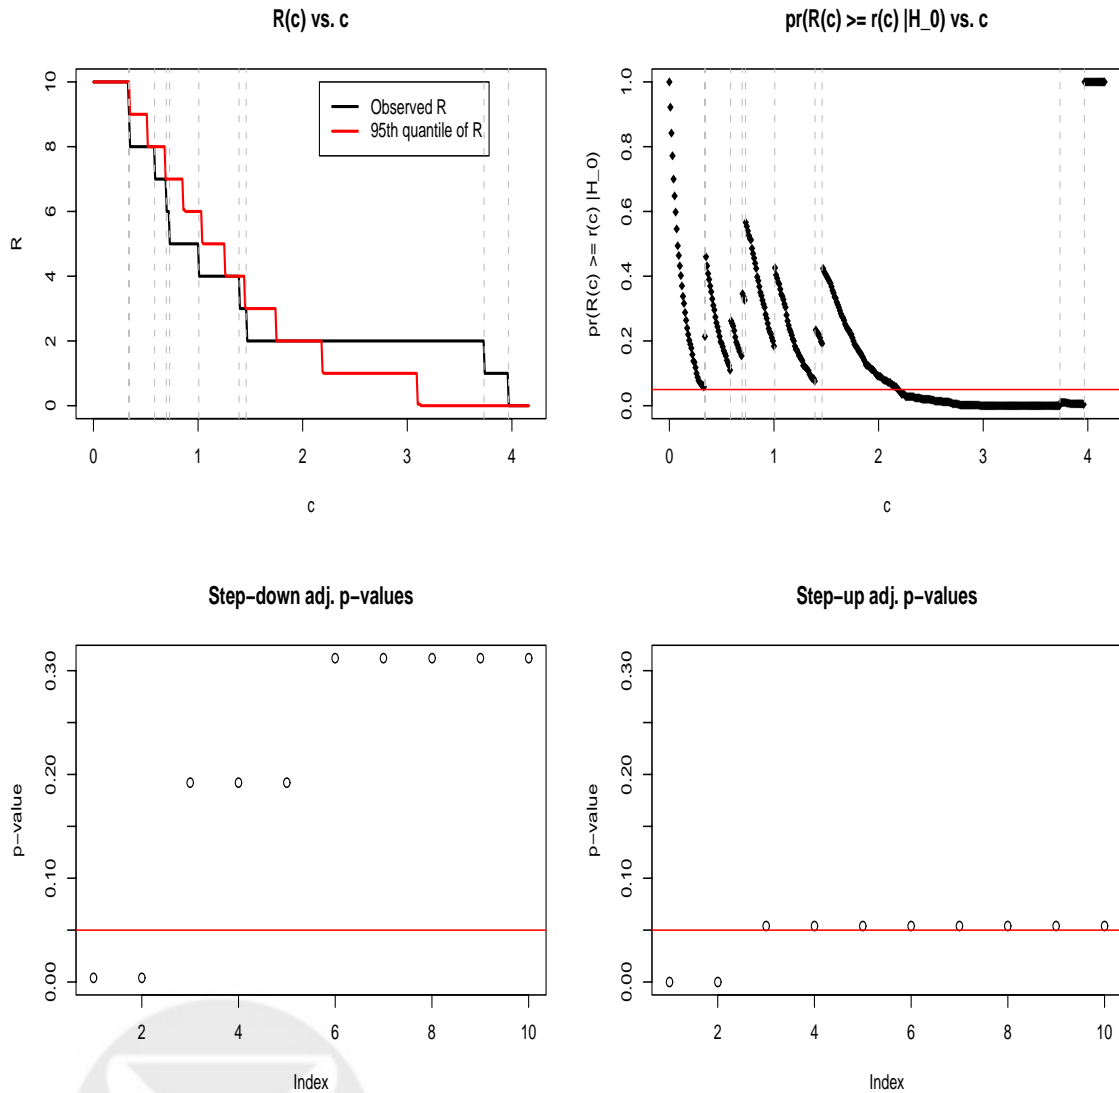 R(c) vs. c
R
10
8
6
4
2
0
Observed R
95th quantile of R
0 1 2 3 4
c
pr(R(c) >= r(c) |H_0) vs. c
pr(R(c) >= r(c) |H_0)
1.0
0.8
0.6
0.4
0.2
0.0
0 1 2 3 4
c
Step−down adj. p−values
p−value
0.30
0.20
0.10
0.00
2 4 6 8 10
Index
Step−up adj. p−values
p−value
0.30
0.20
0.10
0.00
2 4 6 8 10
Index